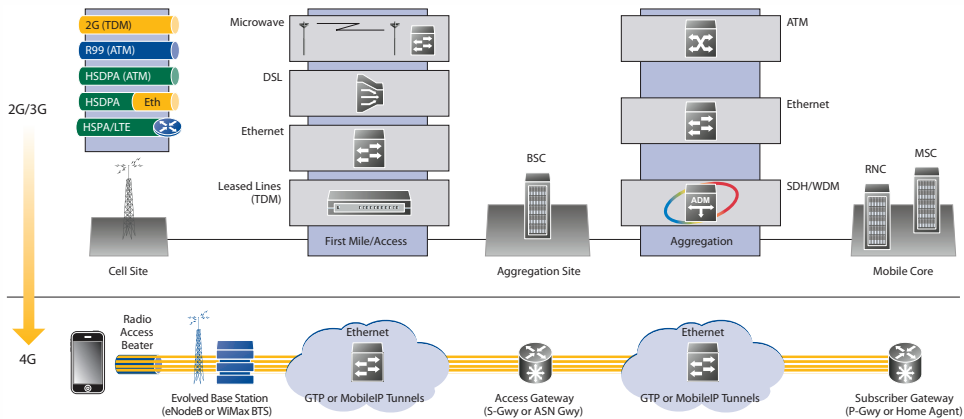 2G (TDM)
R99 (ATM)
HSDPA (ATM)
HSDPA
Eth
HSPA/LTE
2G/3G
Cell Site
Microwave
DSL
Ethernet
Leased Lines
(TDM)
First Mile/Access
BSC
Aggregation Site
ATM
Ethernet
SDH/WDM
ADM
Aggregation
RNC
MSC
Mobile Core
4G
Radio
Access
Beater
Evolved Base Station
(eNodeB or WiMax BTS)
Ethernet
GTP or MobileIP Tunnels
Access Gateway
(S-Gwy or ASN Gwy)
Ethernet
GTP or MobileIP Tunnels
Subscriber Gateway
(P-Gwy or Home Agent)